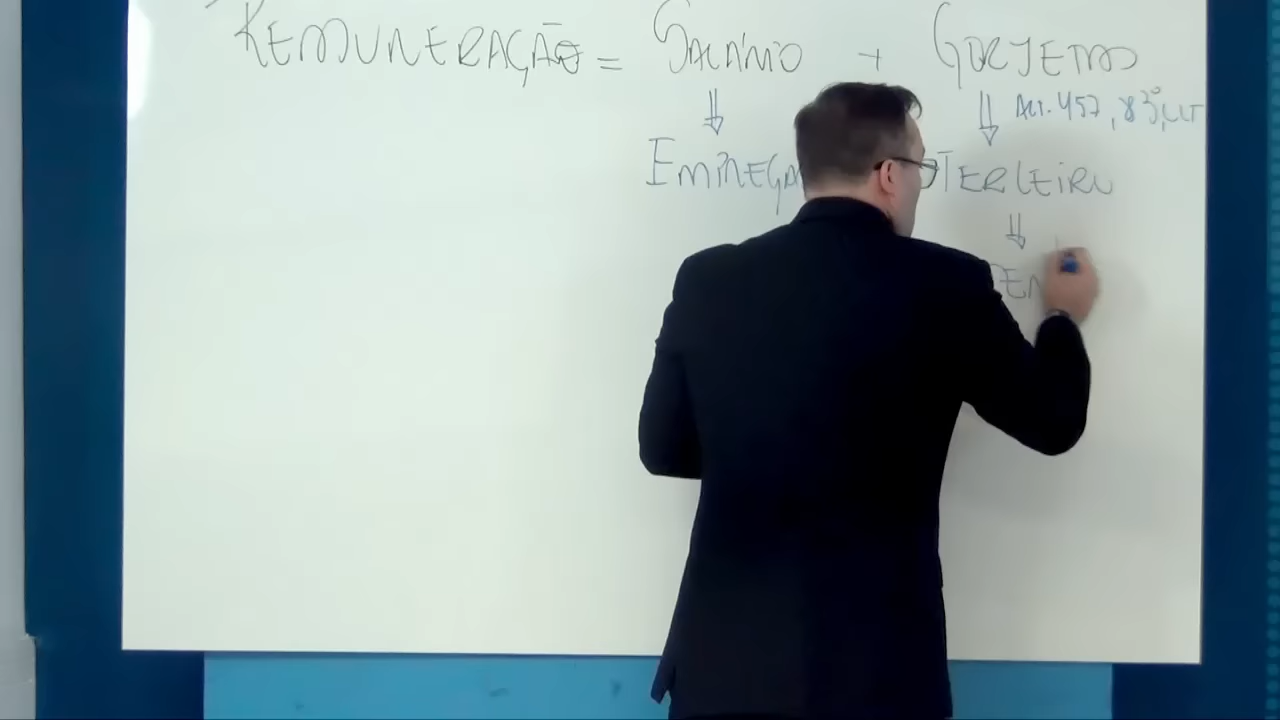 REMUNERAÇÃO = SALÁRIO + GORJETAS
Art. 457, §3º, CLT
EMPREGA TERCEIRO